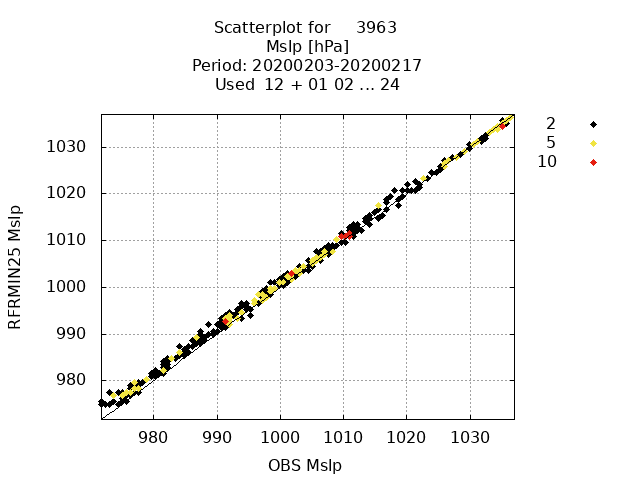 Scatterplot for 3963
Mslp [hPa]
Period: 20200203-20200217
Used 12 + 01 02 ... 24
2
5
10
RFRMIN25 Mslp
1030
1020
1010
1000
990
980
980 990 1000 1010 1020 1030
OBS Mslp